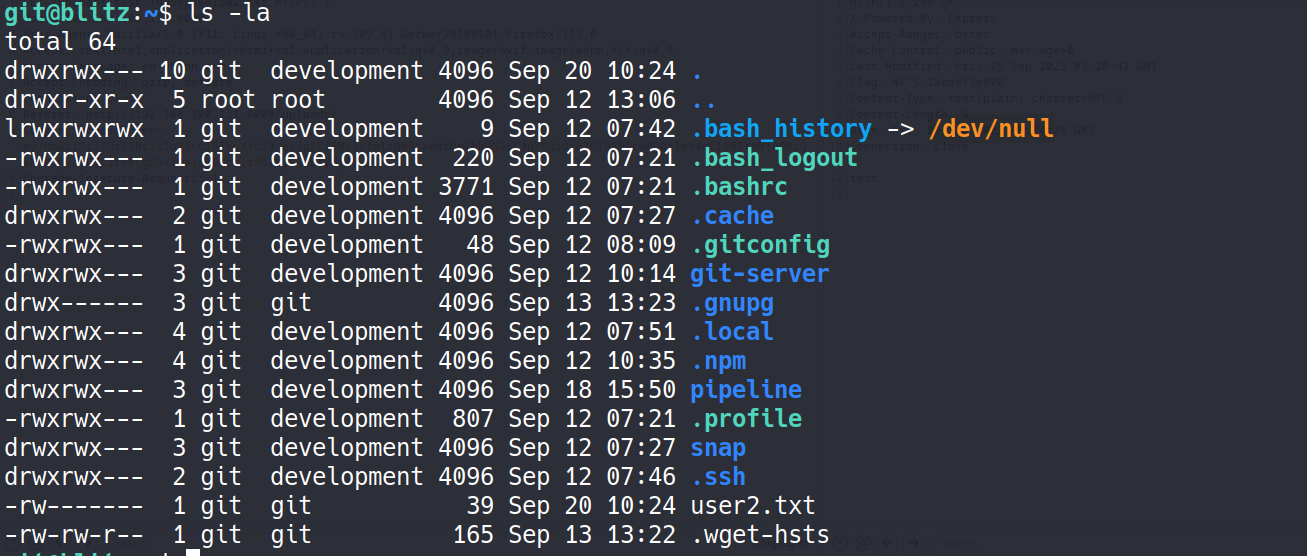 git@blitz:~$ ls -la
total 64
drwxrwx--- 10 git  development 4096 Sep 20 10:24 .
drwxr-xr-x  5 root root        4096 Sep 12 13:06 ..
lrwxrwxrwx  1 git  development    9 Sep 12 07:42 .bash_history -> /dev/null
-rwxrwx---  1 git  development  220 Sep 12 07:21 .bash_logout
-rwxrwx---  1 git  development 3771 Sep 12 07:21 .bashrc
drwxrwx---  2 git  development 4096 Sep 12 07:27 .cache
-rwxrwx---  1 git  development   48 Sep 12 08:09 .gitconfig
drwxrwx---  3 git  development 4096 Sep 12 10:14 git-server
drwx------  3 git  git         4096 Sep 13 13:23 .gnupg
drwxrwx---  4 git  development 4096 Sep 12 07:51 .local
drwxrwx---  4 git  development 4096 Sep 12 10:35 .npm
drwxrwx---  3 git  development 4096 Sep 18 15:50 pipeline
-rwxrwx---  1 git  development  807 Sep 12 07:21 .profile
drwxrwx---  3 git  development 4096 Sep 12 07:27 snap
drwxrwx---  2 git  development 4096 Sep 12 07:46 .ssh
-rw-------  1 git  git           39 Sep 20 10:24 user2.txt
-rw-rw-r--  1 git  git          165 Sep 13 13:22 .wget-hsts